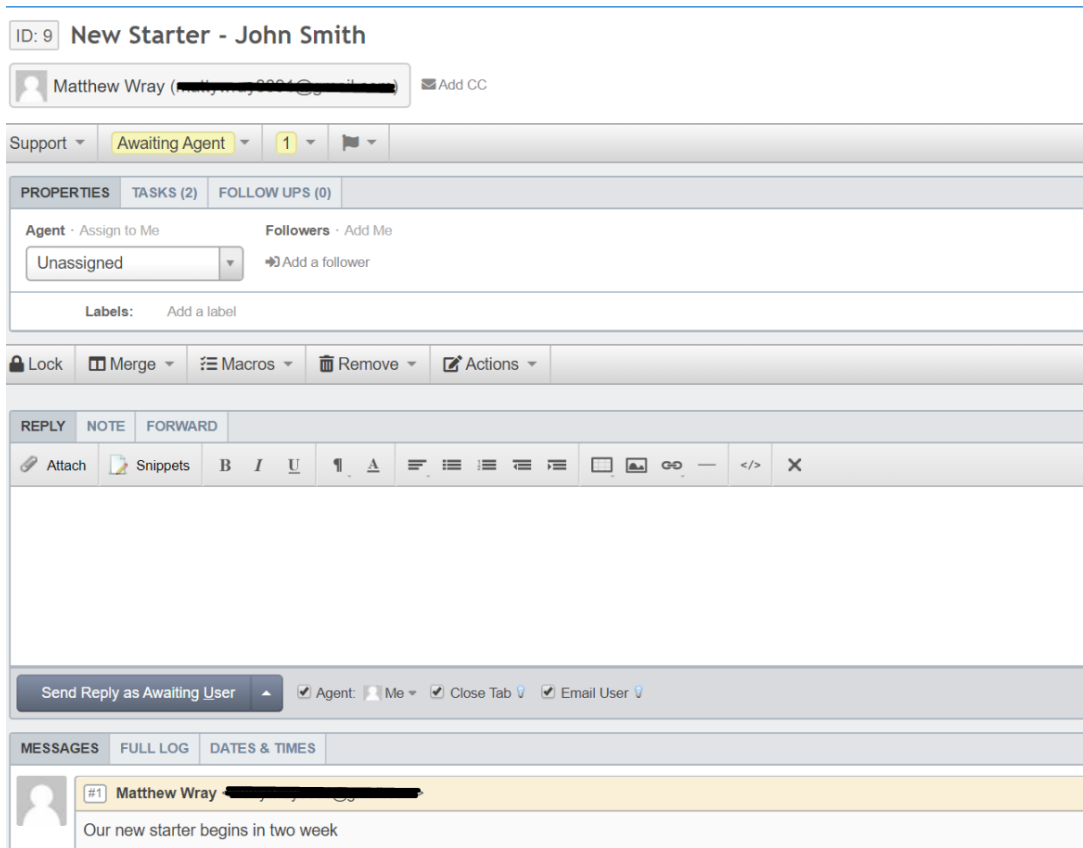 ID: 9 New Starter - John Smith
Matthew Wray ( ) Add CC
Support Awaiting Agent 1
PROPERTIES TASKS (2) FOLLOW UPS (0)
Agent · Assign to Me Followers · Add Me
Unassigned Add a follower
Labels: Add a label
Lock Merge Macros Remove Actions
REPLY NOTE FORWARD
Attach Snippets B I U ¶ A </> X
Send Reply as Awaiting User Agent: Me Close Tab Email User
MESSAGES FULL LOG DATES & TIMES
#1 Matthew Wray
Our new starter begins in two week